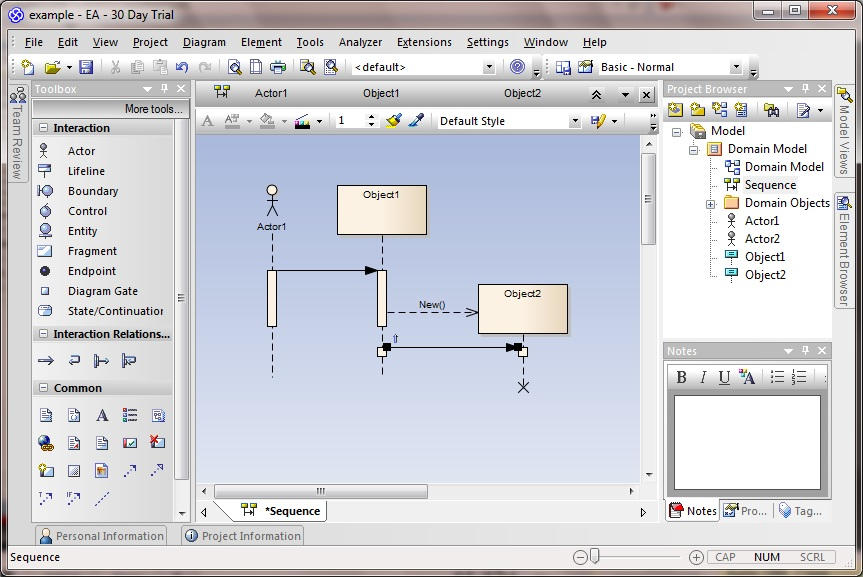 example - EA - 30 Day Trial
File Edit View Project Diagram Element Tools Analyzer Extensions Settings Window Help
<default> Basic - Normal
Team Review
Toolbox
More tools...
Interaction
Actor
Lifeline
Boundary
Control
Entity
Fragment
Endpoint
Diagram Gate
State/Continuation
Interaction Relations...
Common
Actor1 Object1 Object2
A 1 Default Style
Actor1
Object1
New()
Object2
*Sequence
Project Browser
Model
Domain Model
Domain Model
Sequence
Domain Objects
Actor1
Actor2
Object1
Object2
Model Views
Element Browser
Notes
B I U A
Notes Pro... Tag...
Personal Information Project Information
Sequence CAP NUM SCRL